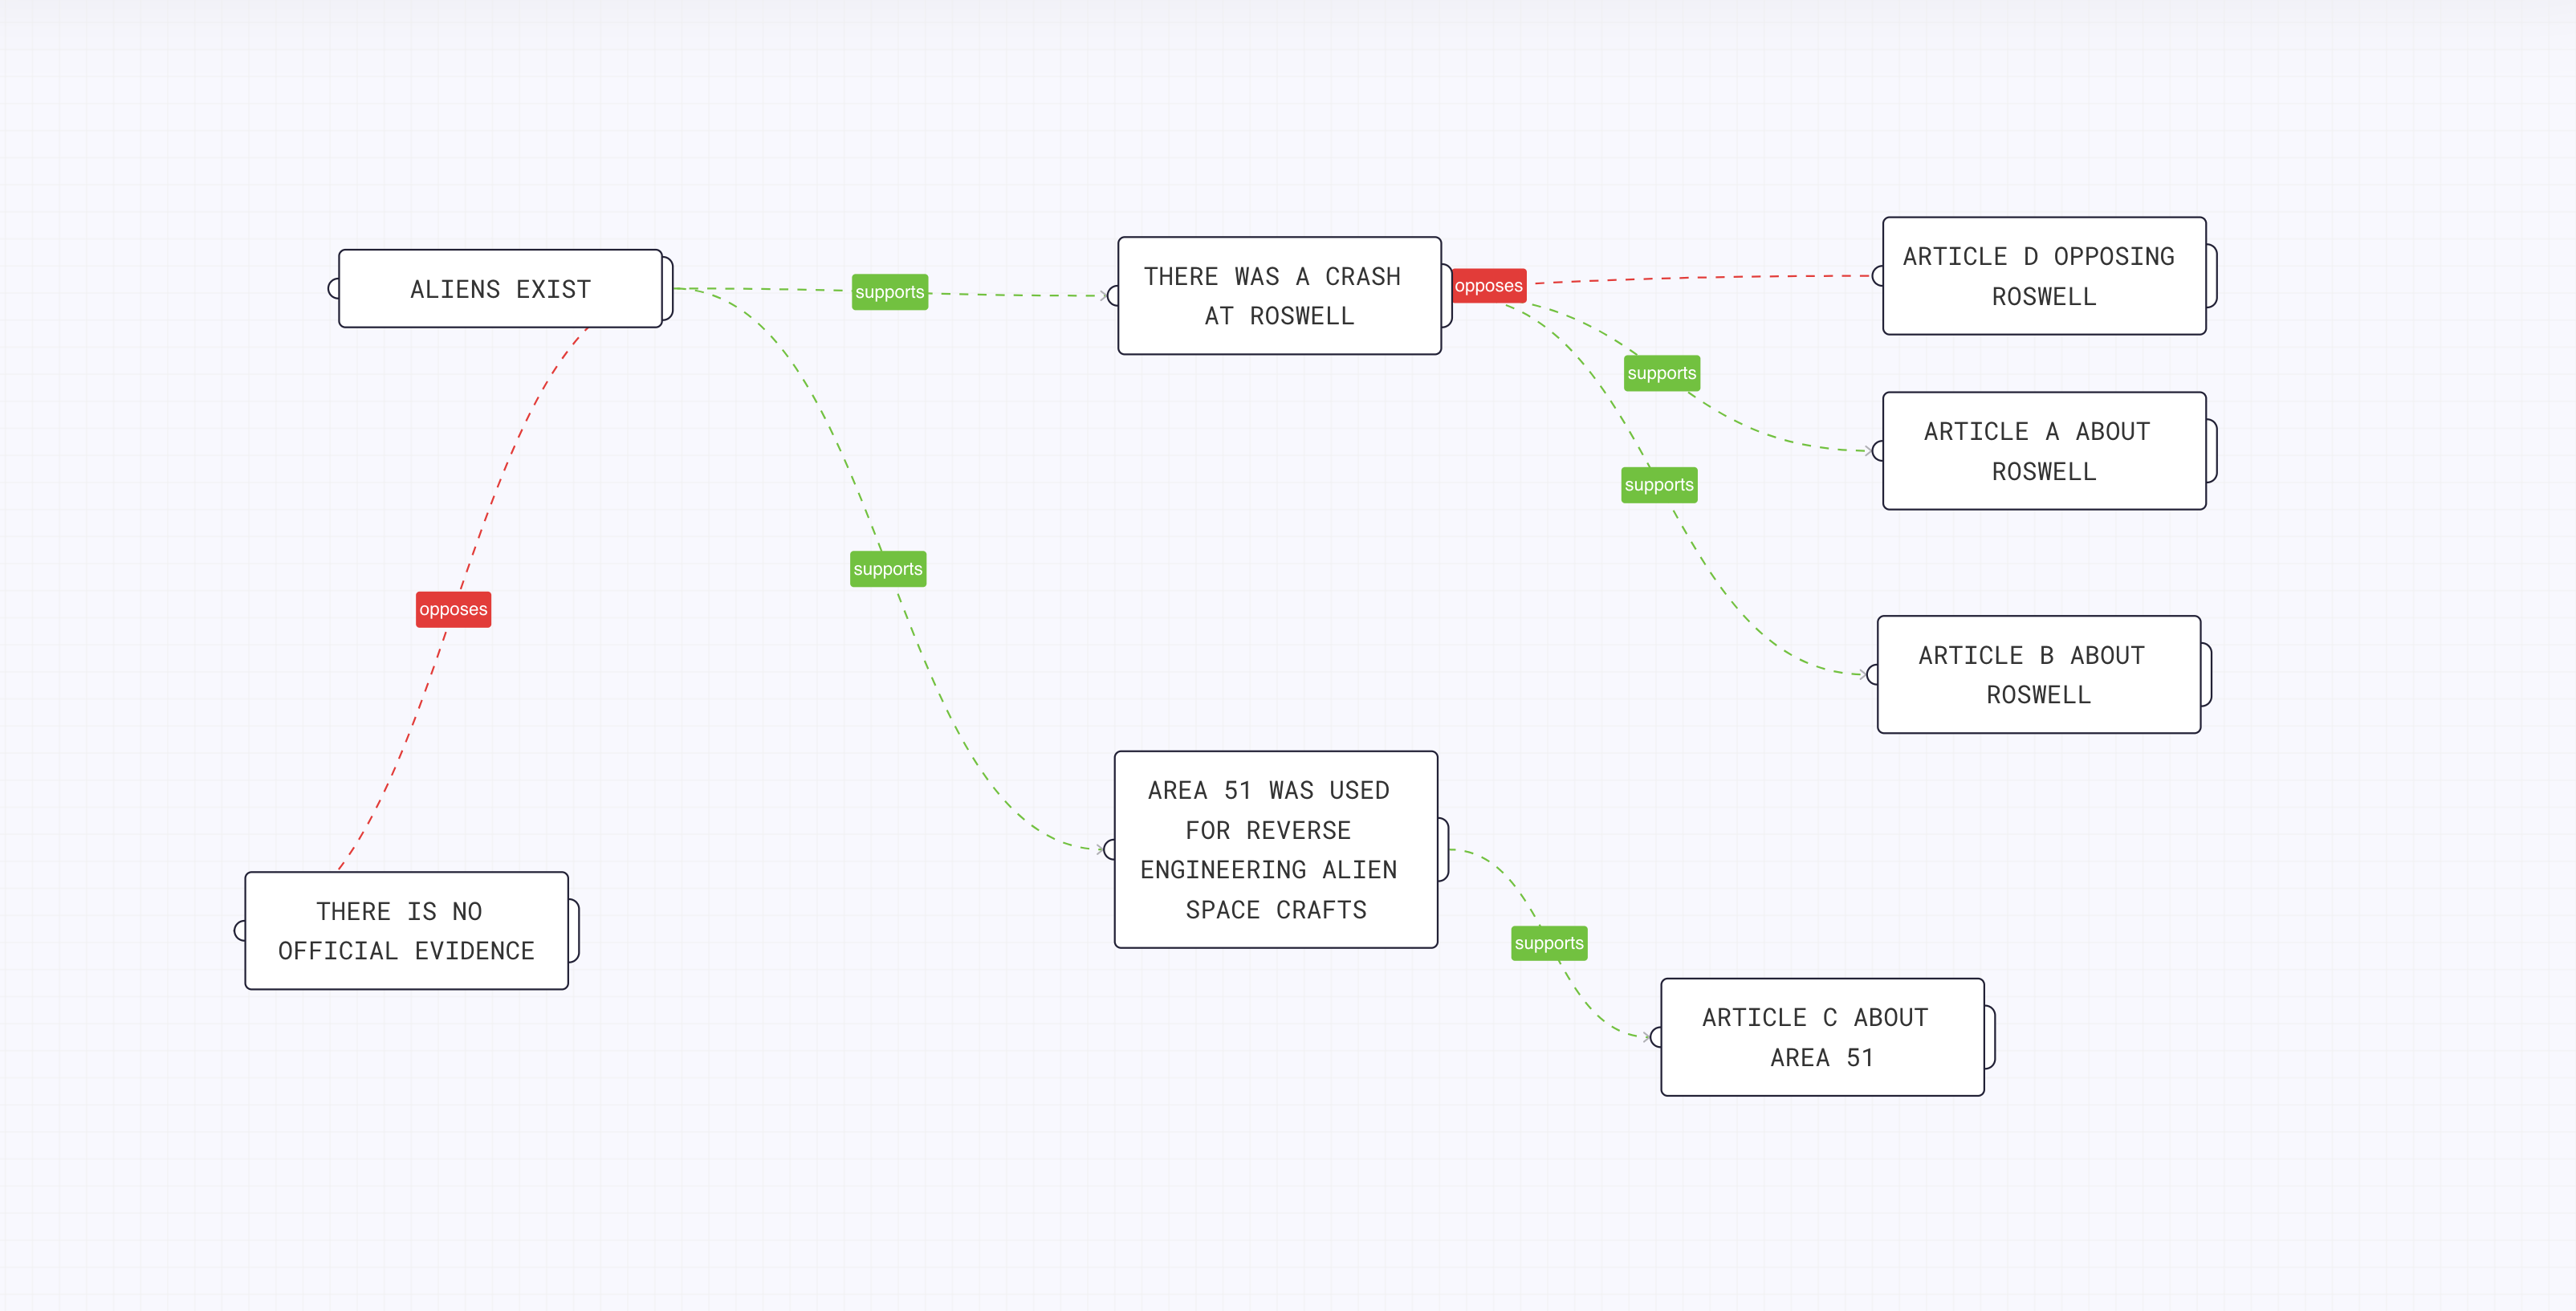 ALIENS EXIST
supports
THERE WAS A CRASH
AT ROSWELL
opposes
ARTICLE D OPPOSING
ROSWELL
supports
ARTICLE A ABOUT
ROSWELL
supports
ARTICLE B ABOUT
ROSWELL
supports
opposes
AREA 51 WAS USED
FOR REVERSE
ENGINEERING ALIEN
SPACE CRAFTS
THERE IS NO
OFFICIAL EVIDENCE
supports
ARTICLE C ABOUT
AREA 51